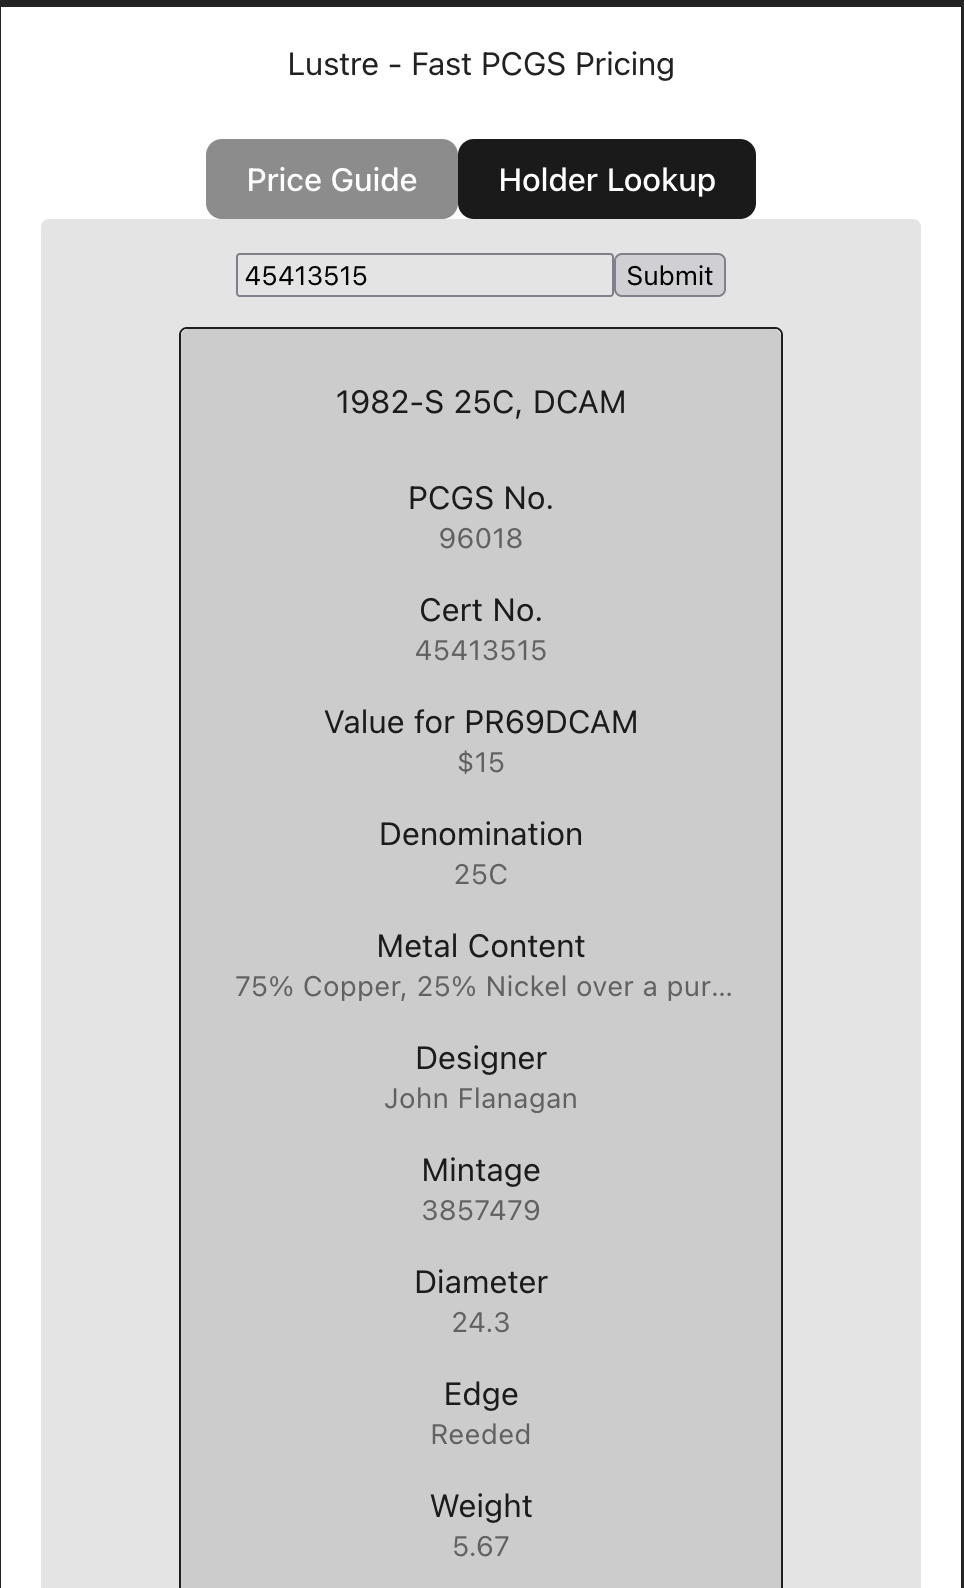 Lustre - Fast PCGS Pricing
Price Guide
Holder Lookup
45413515
Submit
1982-S 25C, DCAM
PCGS No.
96018
Cert No.
45413515
Value for PR69DCAM
$15
Denomination
25C
Metal Content
75% Copper, 25% Nickel over a pur...
Designer
John Flanagan
Mintage
3857479
Diameter
24.3
Edge
Reeded
Weight
5.67